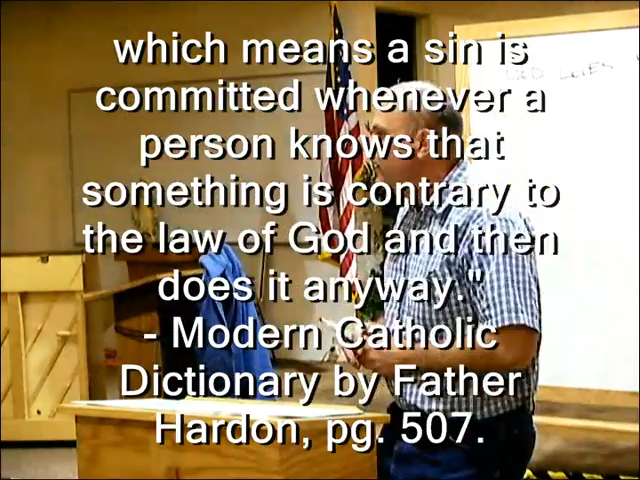 which means a sin is
committed whenever a
person knows that
something is contrary to
the law of God and then
does it anyway."
- Modern Catholic
Dictionary by Father
Hardon, pg. 507.